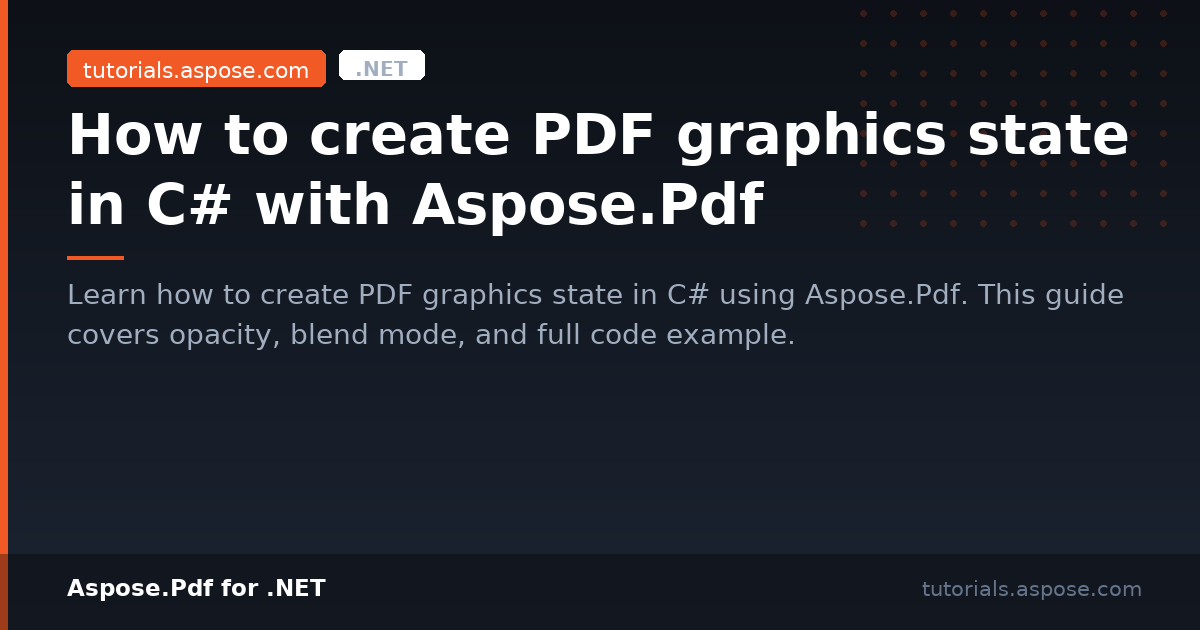 tutorials.aspose.com
.NET
How to create PDF graphics state
in C# with Aspose.Pdf
Learn how to create PDF graphics state in C# using Aspose.Pdf. This guide
covers opacity, blend mode, and full code example.
Aspose.Pdf for .NET
tutorials.aspose.com